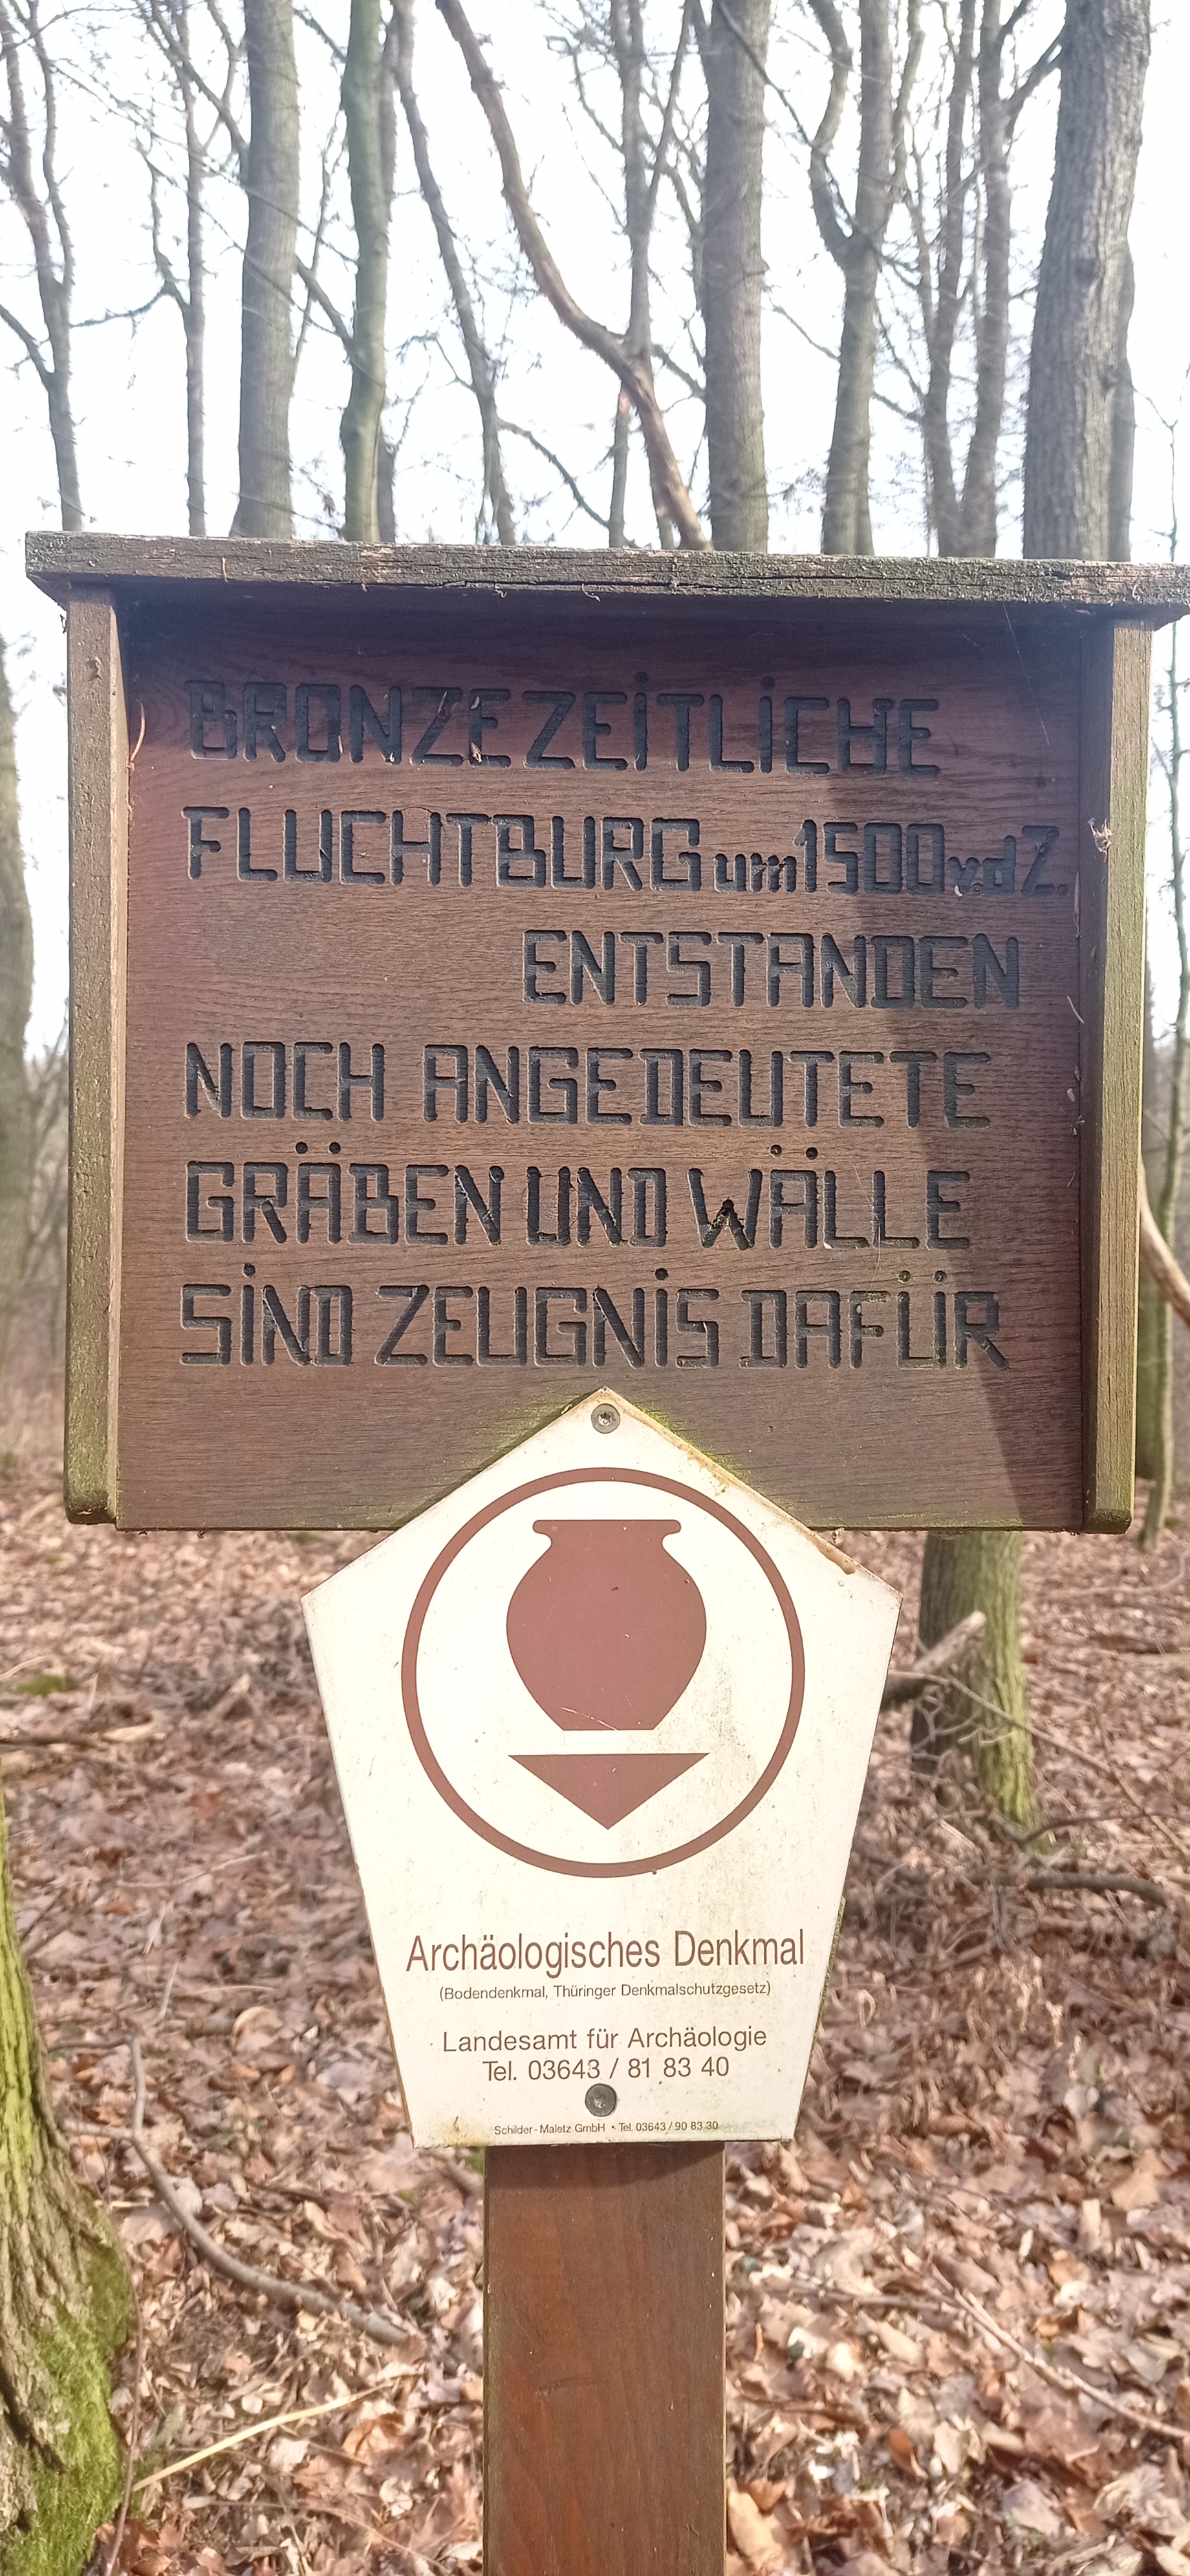 BRONZEZEiTLiCHE
FLUCHTBURG um 1500 v.d.Z.
ENTSTANDEN
NOCH ANGEDEUTETE
GRÄBEN UND WÄLLE
SiND ZEUGNiS DAFÜR
Archäologisches Denkmal
(Bodendenkmal, Thüringer Denkmalschutzgesetz)
Landesamt für Archäologie
Tel. 03643 / 81 83 40
Schilder-Maletz GmbH • Tel. 03643 / 90 83 30